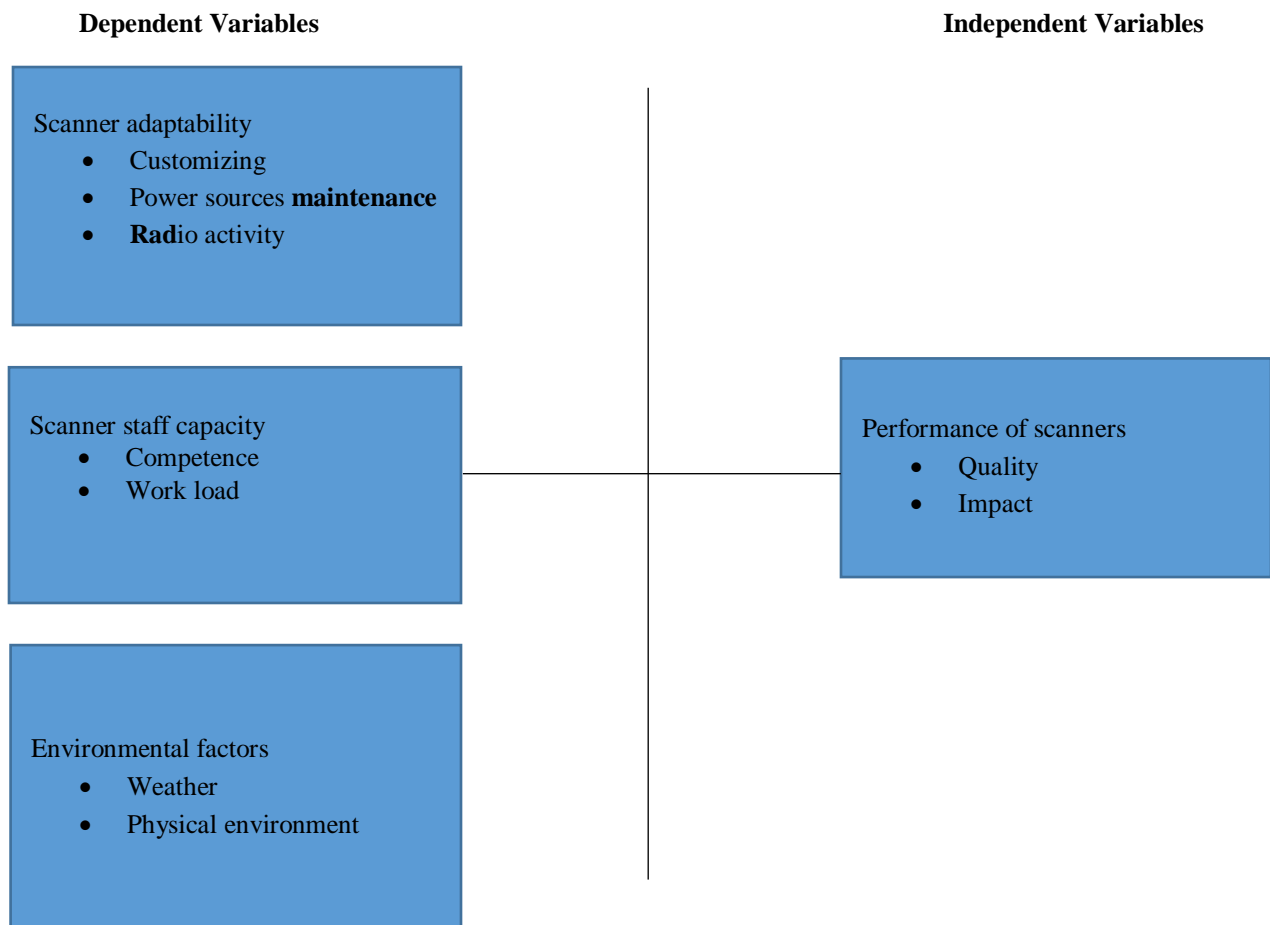 Dependent Variables
Independent Variables
Scanner adaptability
• Customizing
• Power sources maintenance
• Radio activity
Scanner staff capacity
• Competence
• Work load
Performance of scanners
• Quality
• Impact
Environmental factors
• Weather
• Physical environment